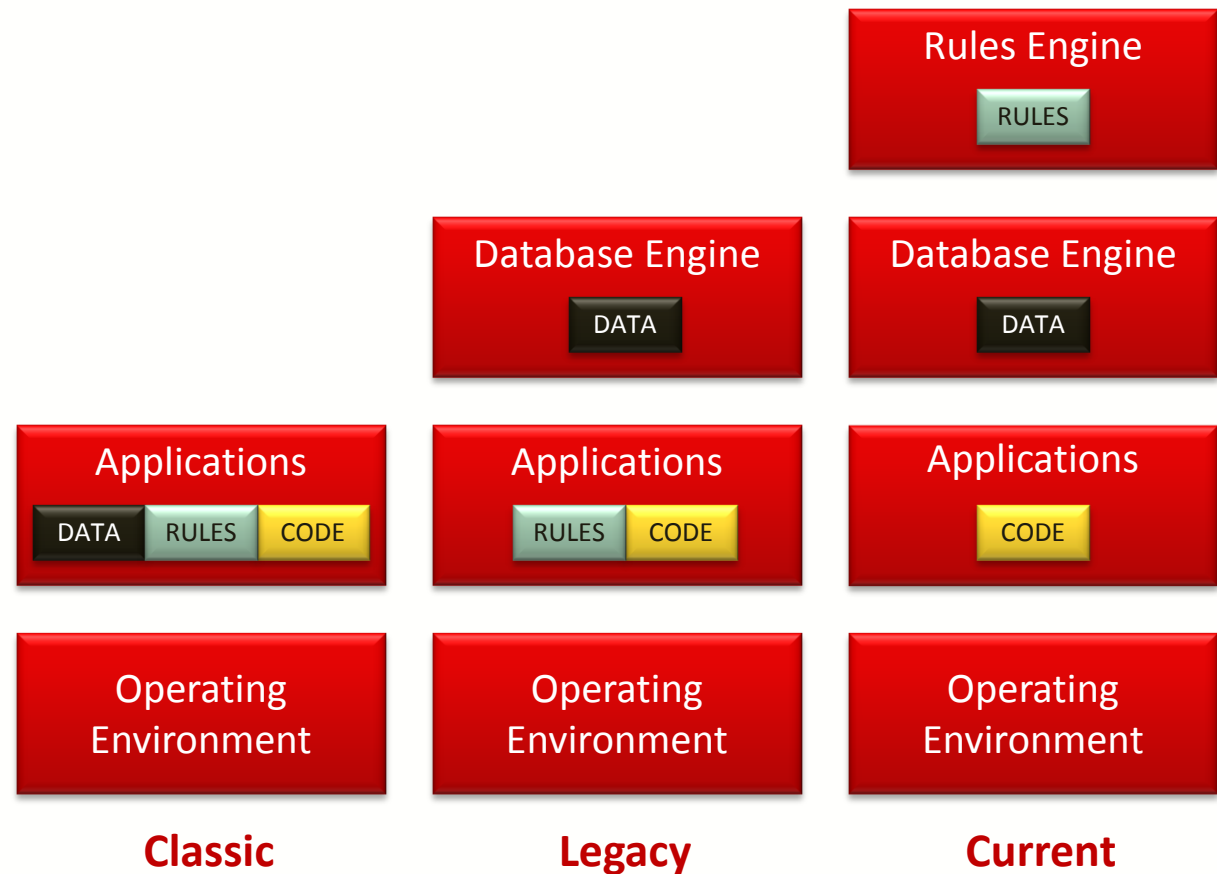 Rules Engine
RULES
Database Engine
DATA
Database Engine
DATA
Applications
DATA RULES CODE
Applications
RULES CODE
Applications
CODE
Operating
Environment
Operating
Environment
Operating
Environment
Classic
Legacy
Current